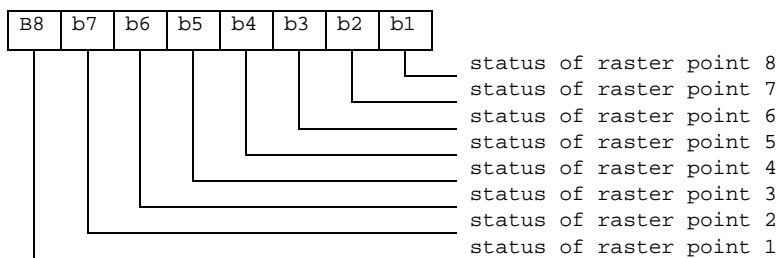 B8 b7 b6 b5 b4 b3 b2 b1
status of raster point 8
status of raster point 7
status of raster point 6
status of raster point 5
status of raster point 4
status of raster point 3
status of raster point 2
status of raster point 1